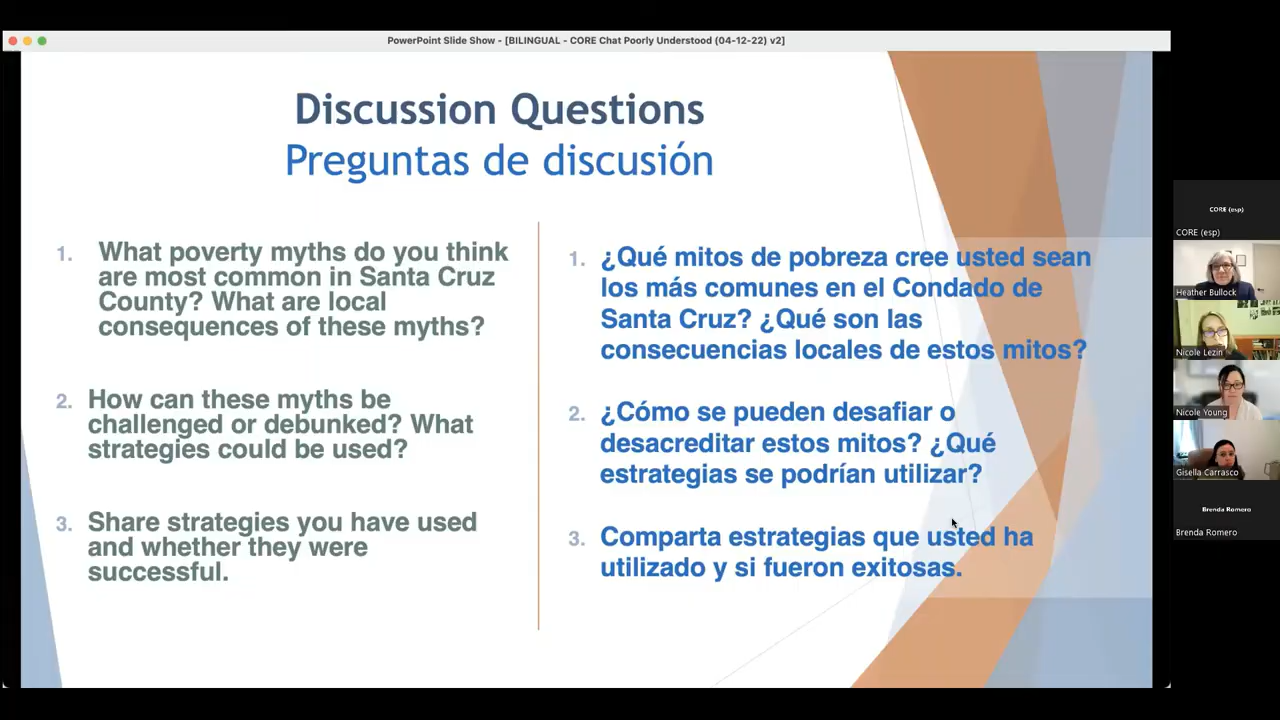 PowerPoint Slide Show - [BILINGUAL - CORE Chat Poorly Understood (04-12-22) v2]
Discussion Questions
Preguntas de discusión
1. What poverty myths do you think
are most common in Santa Cruz
County? What are local
consequences of these myths?
2. How can these myths be
challenged or debunked? What
strategies could be used?
3. Share strategies you have used
and whether they were
successful.
1. ¿Qué mitos de pobreza cree usted sean
los más comunes en el Condado de
Santa Cruz? ¿Qué son las
consecuencias locales de estos mitos?
2. ¿Cómo se pueden desafiar o
desacreditar estos mitos? ¿Qué
estrategias se podrían utilizar?
3. Comparta estrategias que usted ha
utilizado y si fueron exitosas.
CORE (esp)
CORE (esp)
Heather Bullock
Nicole Lezin
Nicole Young
Gisella Carrasco
Brenda Romero
Brenda Romero